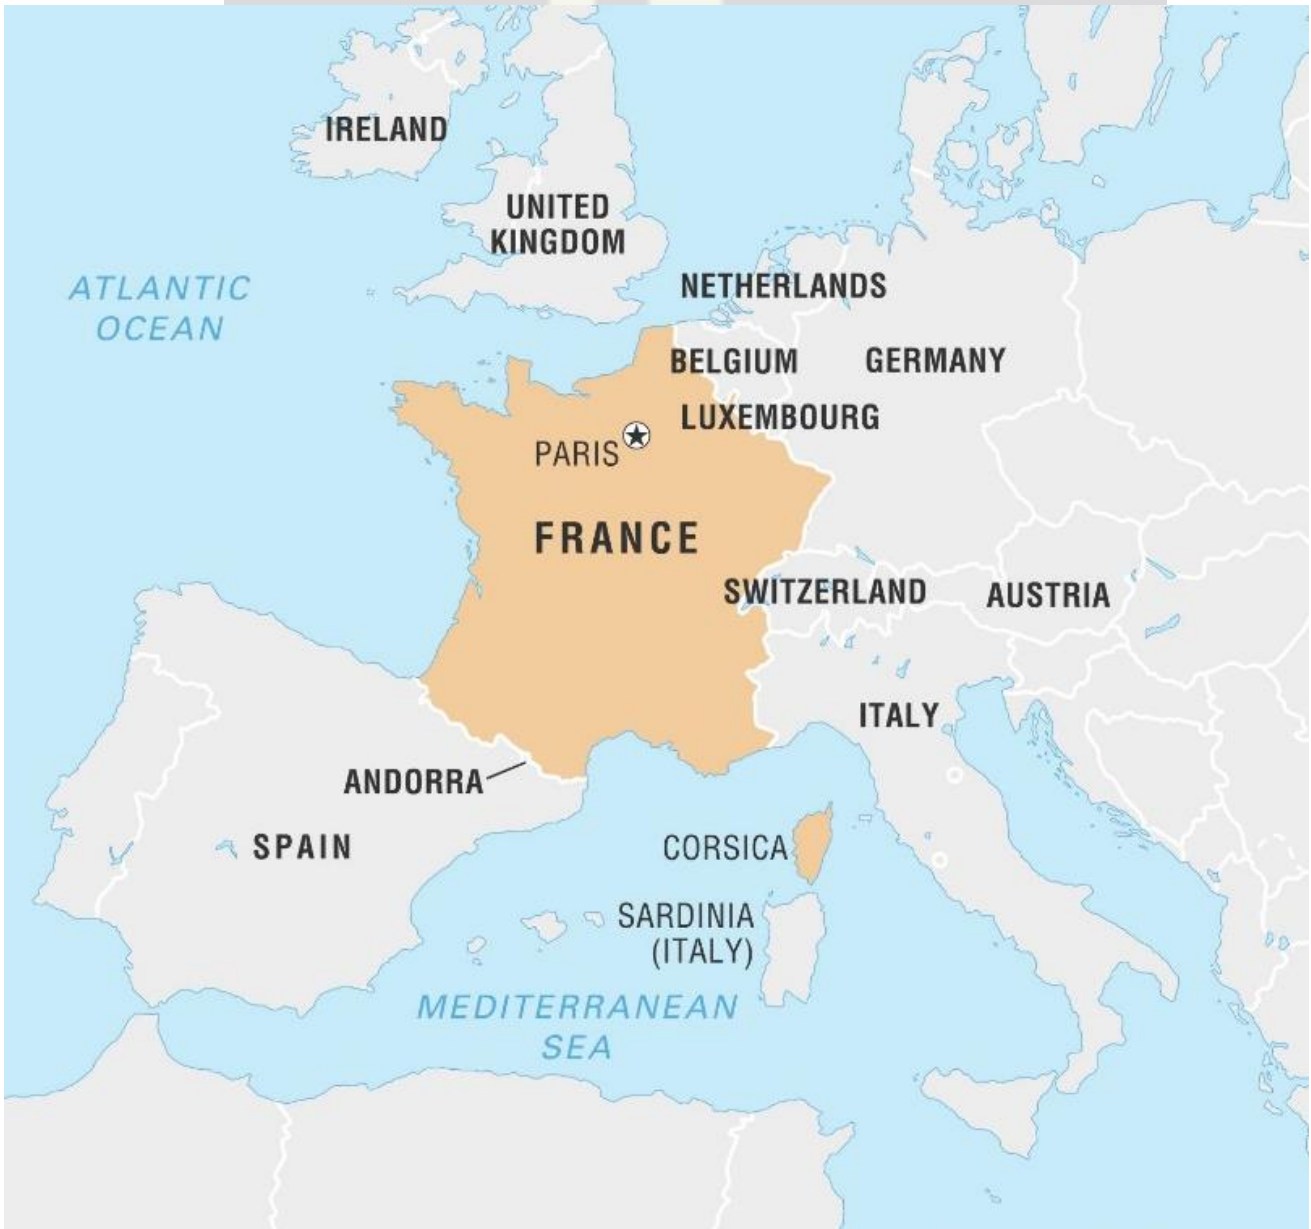 IRELAND
UNITED
KINGDOM
ATLANTIC
OCEAN
NETHERLANDS
BELGIUM
GERMANY
LUXEMBOURG
PARIS
FRANCE
SWITZERLAND
AUSTRIA
ITALY
ANDORRA
SPAIN
CORSICA
SARDINIA
(ITALY)
MEDITERRANEAN
SEA